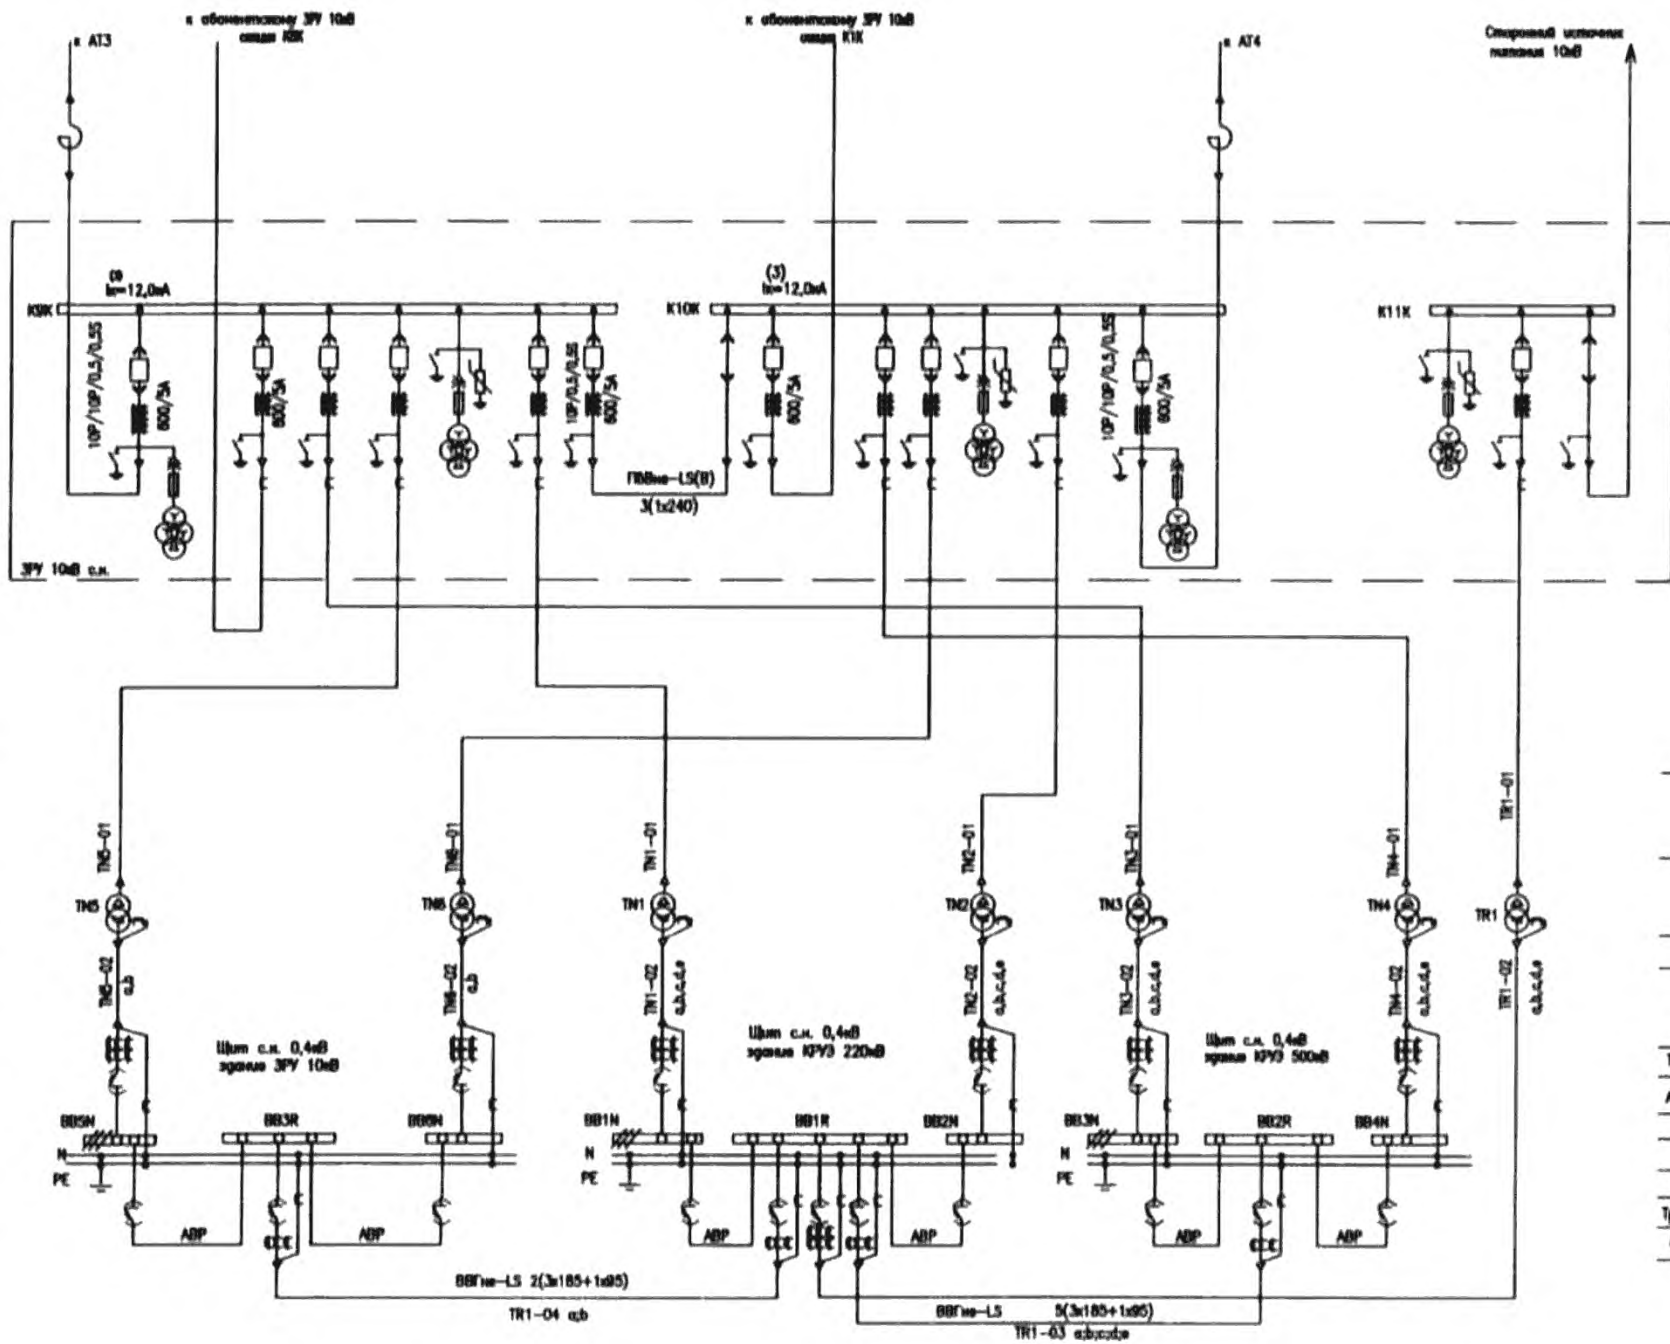 к АТ3
к абонентскому ЗРУ 10кВ
секция К8К
к абонентскому ЗРУ 10кВ
секция К1К
к АТ4
Сторонний источник
питания 10кВ
Iк=12,0кА
(3)
Iк=12,0кА
К9К
К10К
К11К
10Р/10Р/0,5/0,5S
600/5А
600/5А
10Р/0,5/0,5S
600/5А
600/5А
10Р/10Р/0,5/0,5S
600/5А
ПвВнг-LS(В)
3(1х240)
ЗРУ 10кВ с.н.
TN5-01
TN6-01
TN1-01
TN2-01
TN3-01
TN4-01
TR1-01
TN5
TN6
TN1
TN2
TN3
TN4
TR1
TN5-02
a,b
TN6-02
a,b
TN1-02
a,b,c,d,e
TN2-02
a,b,c,d,e
TN3-02
a,b,c,d,e
TN4-02
a,b,c,d,e
TR1-02
a,b,c,d,e
Щит с.н. 0,4кВ
здания ЗРУ 10кВ
Щит с.н. 0,4кВ
здания КРУЭ 220кВ
Щит с.н. 0,4кВ
здания КРУЭ 500кВ
BB5N
BB3R
BB6N
BB1N
BB1R
BB2N
BB3N
BB2R
BB4N
N
N
N
PE
PE
PE
АВР
АВР
АВР
АВР
АВР
АВР
ВВГнг-LS 2(3х185+1х95)
TR1-04 a;b
ВВГнг-LS 5(3х185+1х95)
TR1-03 a;b;c;d;e